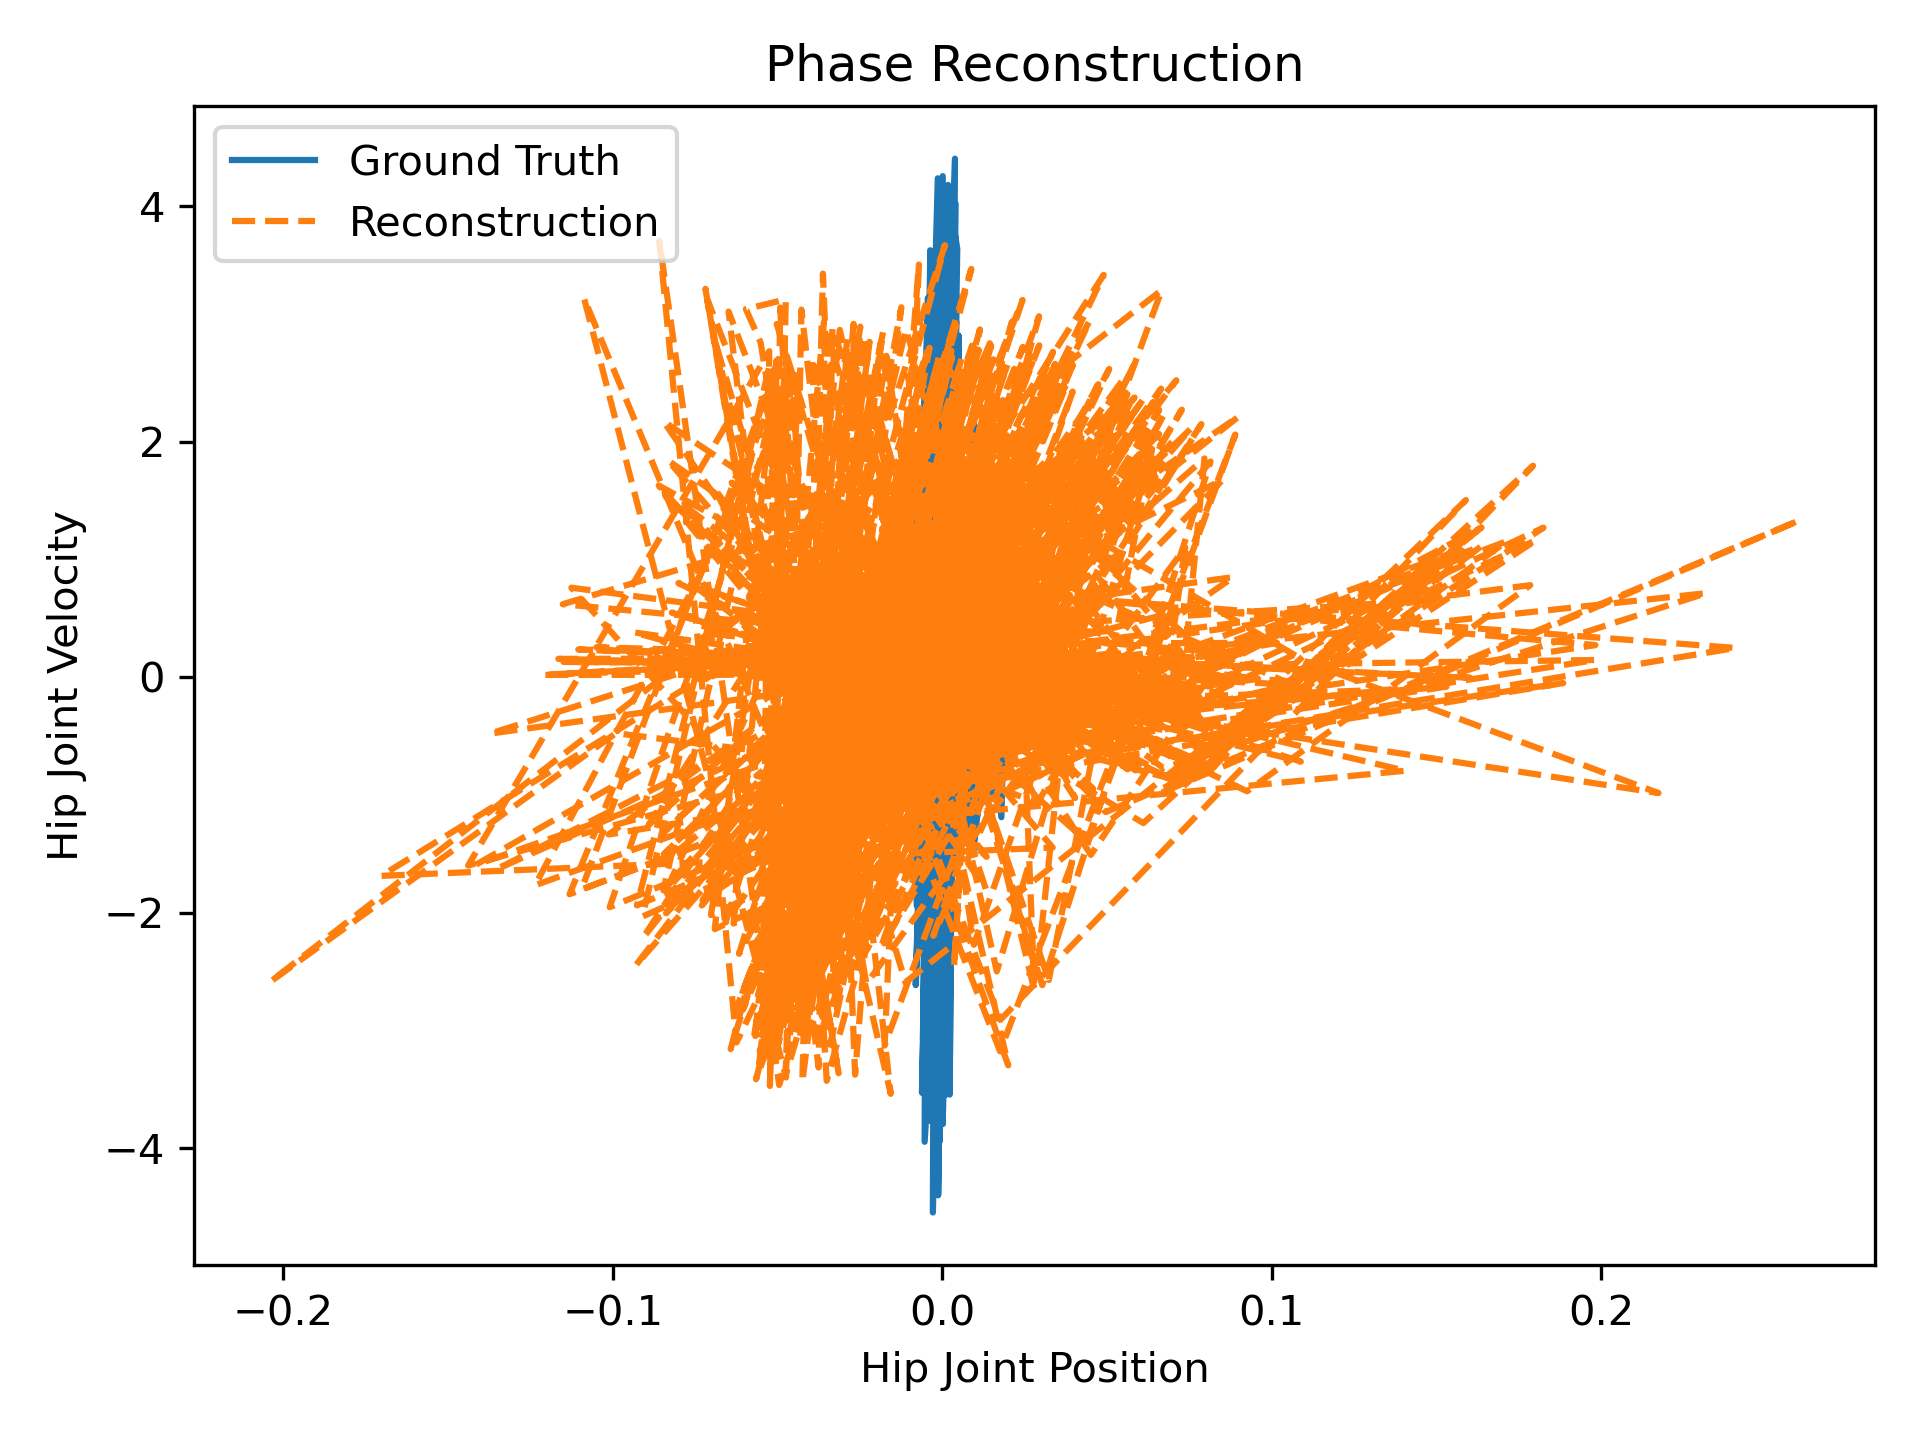 Phase Reconstruction
Ground Truth
Reconstruction
4
2
0
−2
−4
Hip Joint Velocity
−0.2
−0.1
0.0
0.1
0.2
Hip Joint Position